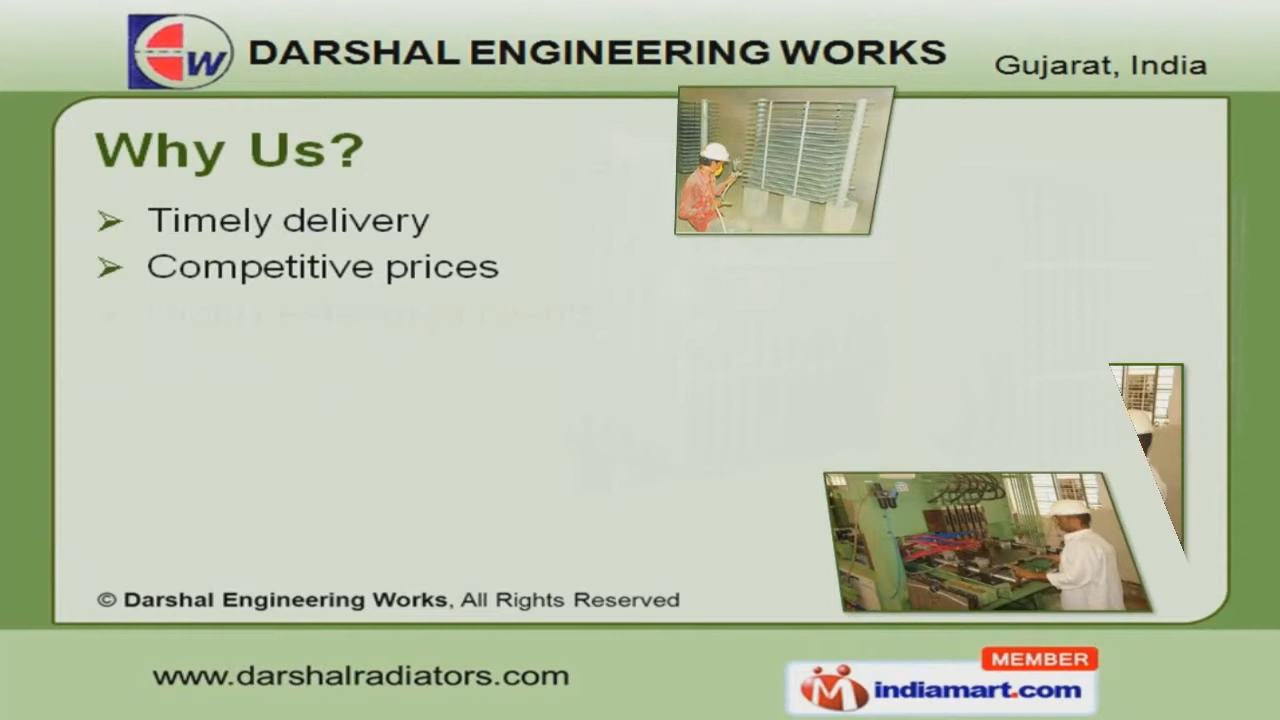 W
DARSHAL ENGINEERING WORKS
Gujarat, India
Why Us?
Timely delivery
Competitive prices
© Darshal Engineering Works, All Rights Reserved
www.darshalradiators.com
MEMBER
indiamart.com